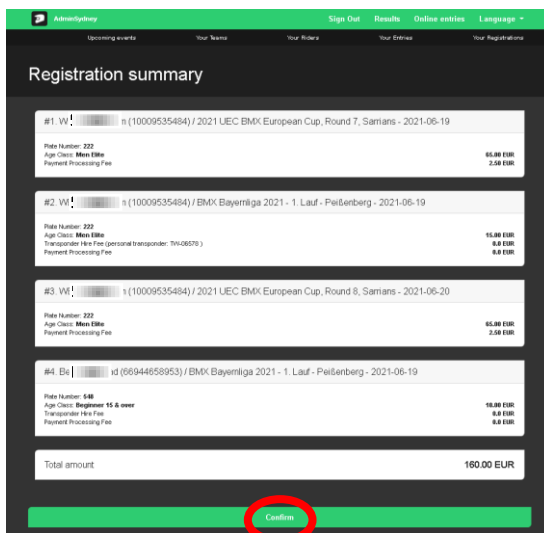 AdminSydney Sign Out Results Online entries Language
Upcoming events Your Teams Your Riders Your Entries Your Registrations
Registration summary
#1. (10009535484) / 2021 UEC BMX European Cup, Round 7, Sarrians - 2021-06-19
Plate Number: 222
Age Class: Men Elite 65.00 EUR
Payment Processing Fee 2.50 EUR
#2. (10009535484) / BMX Bayernliga 2021 - 1. Lauf - Peißenberg - 2021-06-19
Plate Number: 222
Age Class: Men Elite 15.00 EUR
Transponder Hire Fee (personal transponder: TW-08578 ) 0.0 EUR
Payment Processing Fee 0.0 EUR
#3. (10009535484) / 2021 UEC BMX European Cup, Round 8, Sarrians - 2021-06-20
Plate Number: 222
Age Class: Men Elite 65.00 EUR
Payment Processing Fee 2.50 EUR
#4. (66944658953) / BMX Bayernliga 2021 - 1. Lauf - Peißenberg - 2021-06-19
Plate Number: 548
Age Class: Beginner 15 & over 10.00 EUR
Transponder Hire Fee 0.0 EUR
Payment Processing Fee 0.0 EUR
Total amount 160.00 EUR
Confirm